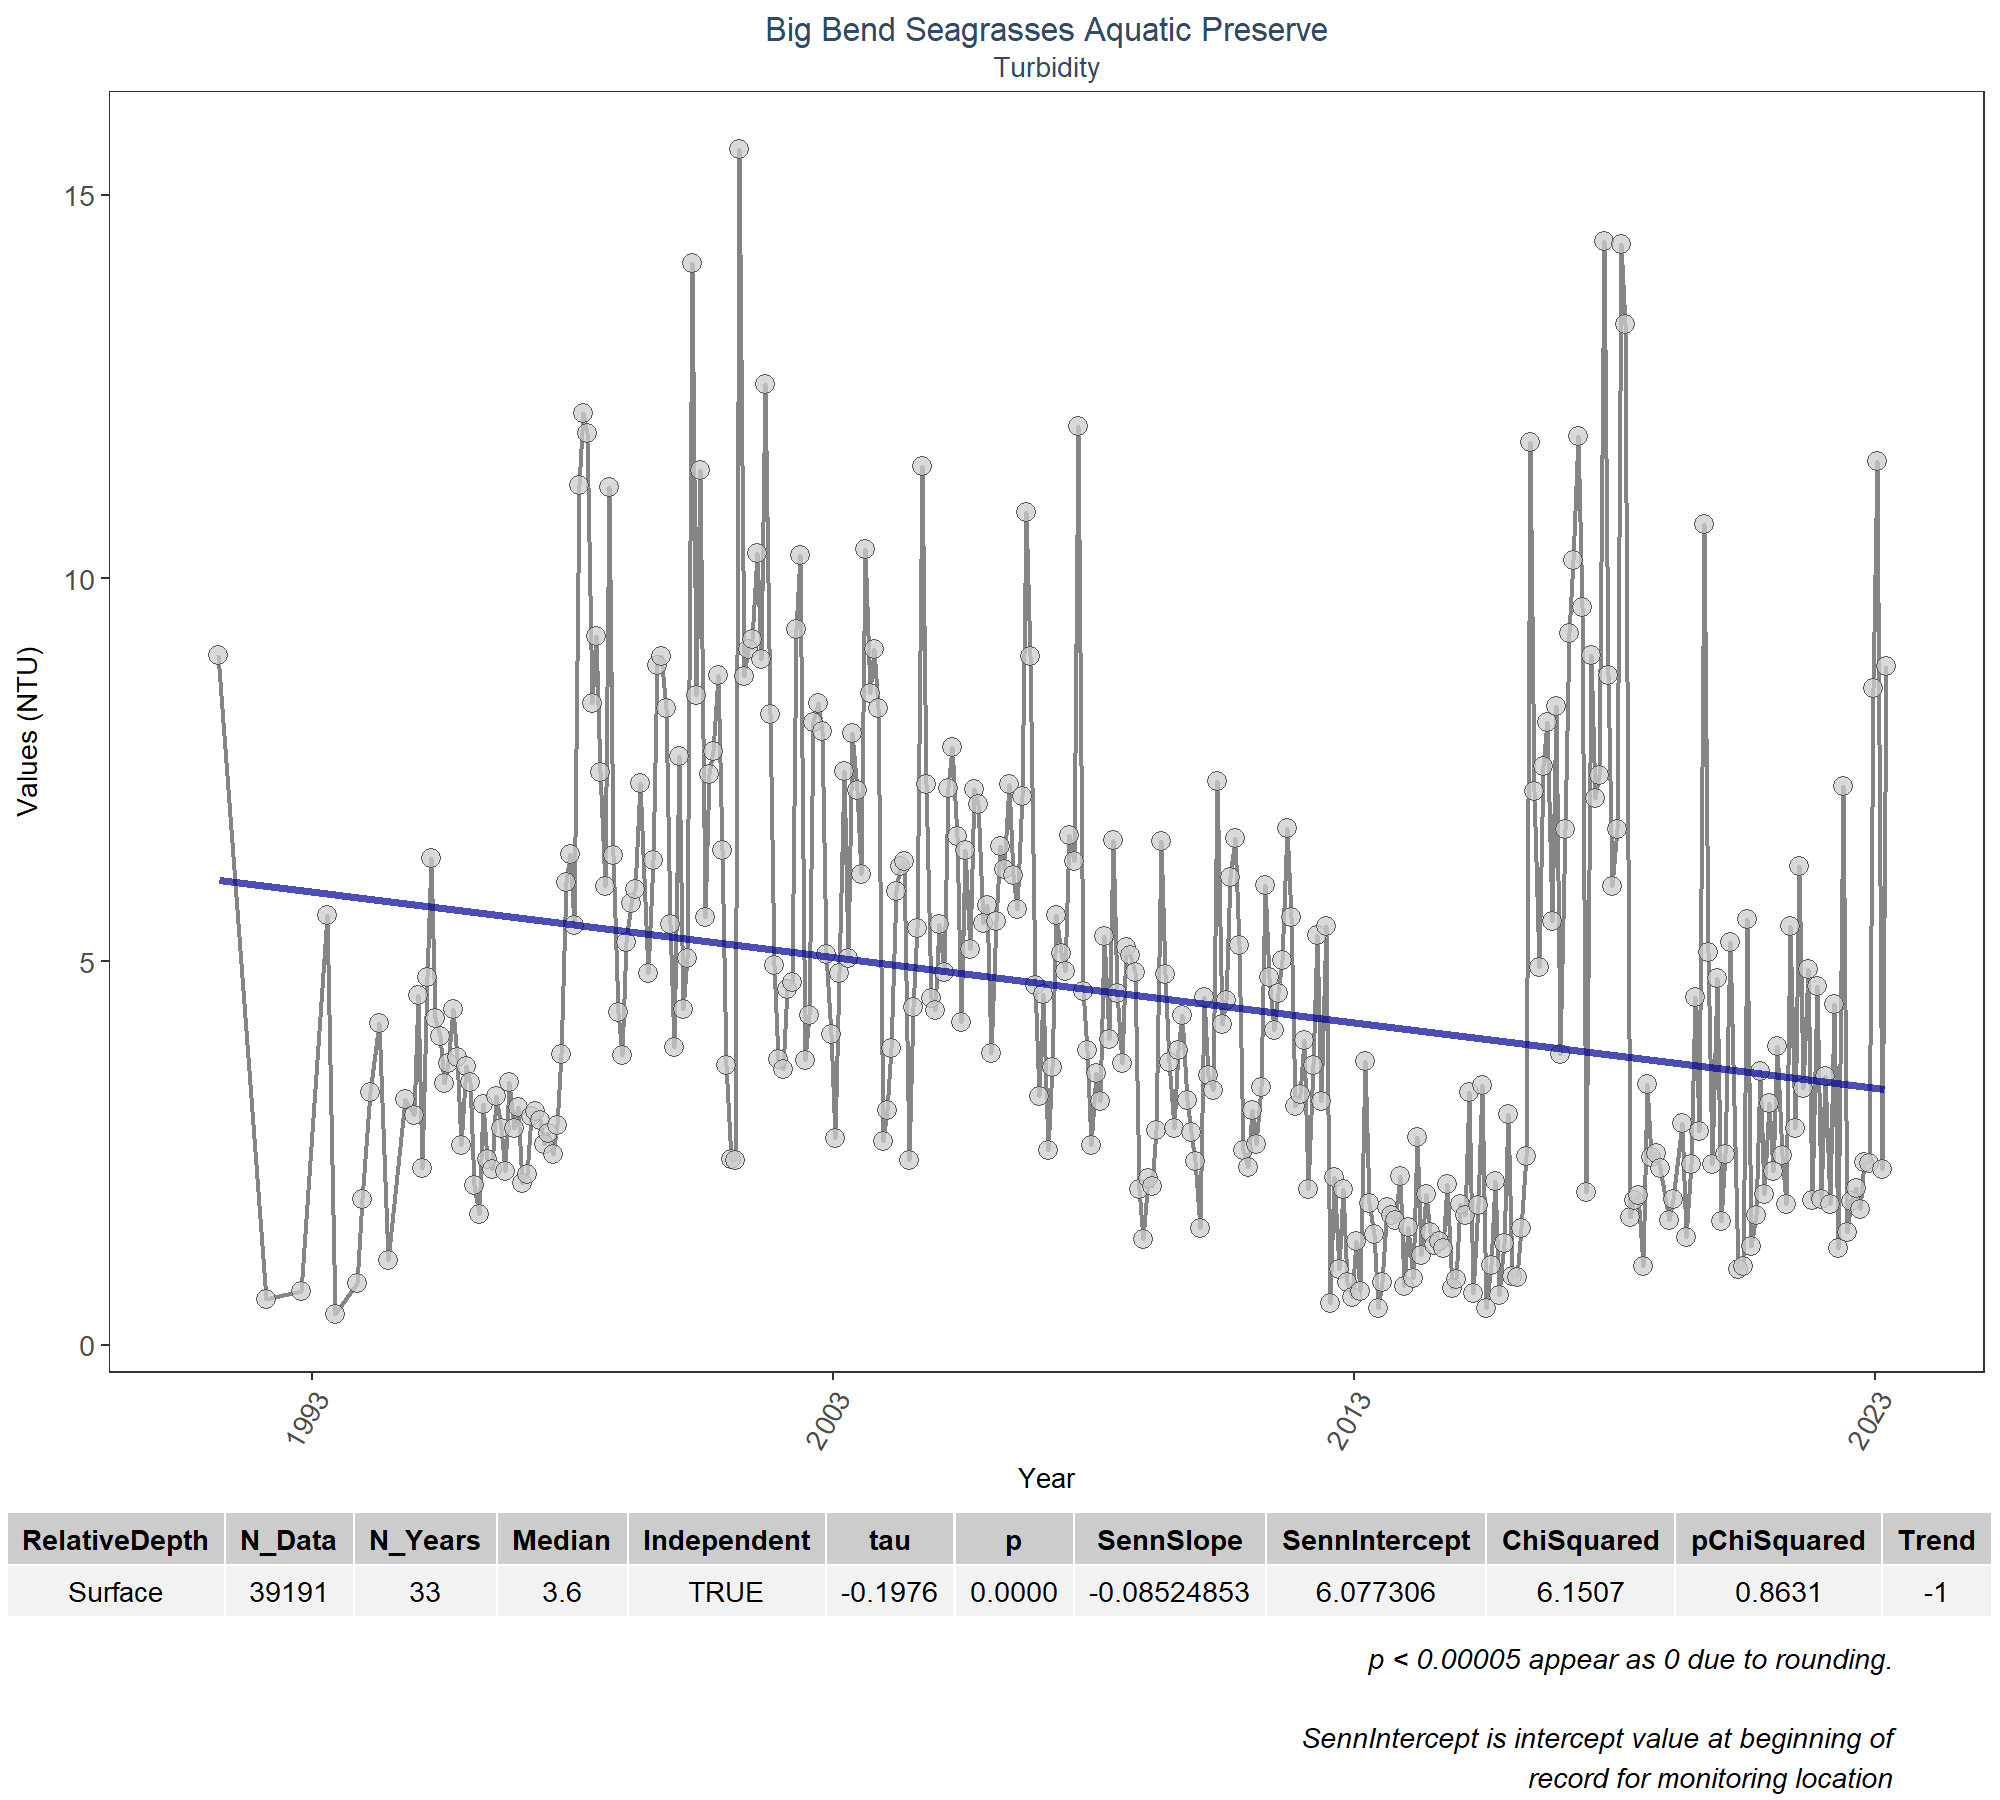 Big Bend Seagrasses Aquatic Preserve
Turbidity
15
10
5
0
Values (NTU)
1993 2003 2013 2023
Year
RelativeDepth N_Data N_Years Median Independent tau p SennSlope SennIntercept ChiSquared pChiSquared Trend
Surface 39191 33 3.6 TRUE -0.1976 0.0000 -0.08524853 6.077306 6.1507 0.8631 -1
p < 0.00005 appear as 0 due to rounding.
SennIntercept is intercept value at beginning of
record for monitoring location